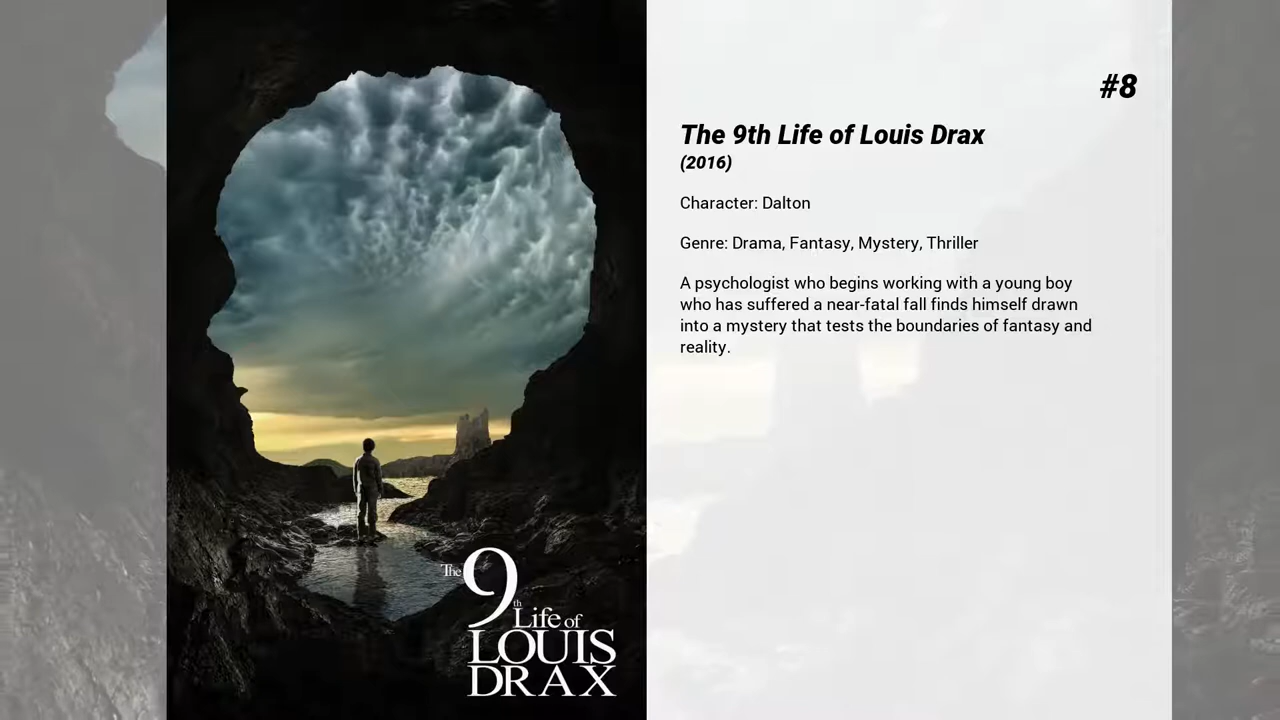 The 9th Life of
LOUIS
DRAX
#8
The 9th Life of Louis Drax
(2016)
Character: Dalton
Genre: Drama, Fantasy, Mystery, Thriller
A psychologist who begins working with a young boy
who has suffered a near-fatal fall finds himself drawn
into a mystery that tests the boundaries of fantasy and
reality.